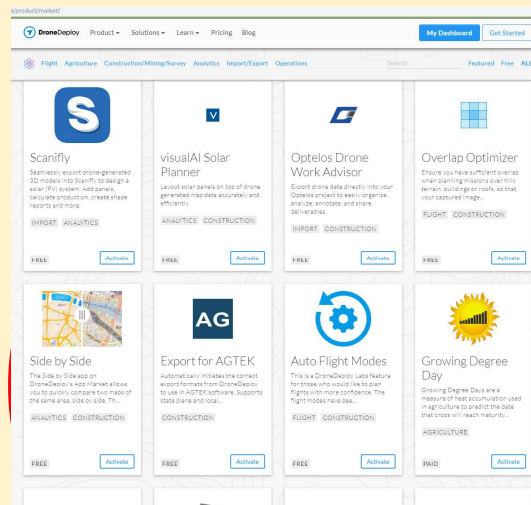 /product/market/
DroneDeploy Product Solutions Learn Pricing Blog My Dashboard Get Started
Flight Agriculture Construction/Mining/Survey Analytics Import/Export Operations Search Featured Free ALL
S
Scanifly
Seamlessly export drone-generated
3D models into Scanifly to design a
solar (PV) system. Add panels,
calculate production, create shade
reports and more.
IMPORT ANALYTICS
FREE Activate
V
visualAI Solar
Planner
Layout solar panels on top of drone
generated map data accurately and
efficiently.
ANALYTICS CONSTRUCTION
FREE Activate
Optelos Drone
Work Advisor
Export drone data directly into your
Optelos project to easily organize,
analyze, annotate, and share
deliverables.
IMPORT CONSTRUCTION
FREE Activate
Overlap Optimizer
Ensure you have sufficient overlap
when planning missions over hilly
terrain, buildings or roofs, so that
your captured image...
FLIGHT CONSTRUCTION
FREE Activate
Side by Side
The Side by Side app on
DroneDeploy's App Market allows
you to quickly compare two maps of
the same area, side by side. Th...
ANALYTICS CONSTRUCTION
FREE Activate
AG
Export for AGTEK
Automatically initiates the correct
export formats from DroneDeploy
to use in AGTEK software. Supports
state plane and local...
CONSTRUCTION
FREE Activate
Auto Flight Modes
This is a DroneDeploy Labs feature
for those who would like to plan
flights with more confidence. The
flight modes have bee...
FLIGHT CONSTRUCTION
FREE Activate
Growing Degree
Day
Growing Degree Days are a
measure of heat accumulation used
in agriculture to predict the date
that crops will reach maturity...
AGRICULTURE
PAID Activate